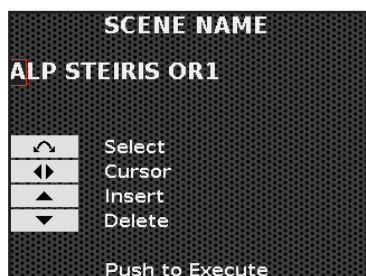 SCENE NAME
ALP STEIRIS OR1
Select
Cursor
Insert
Delete
Push to Execute